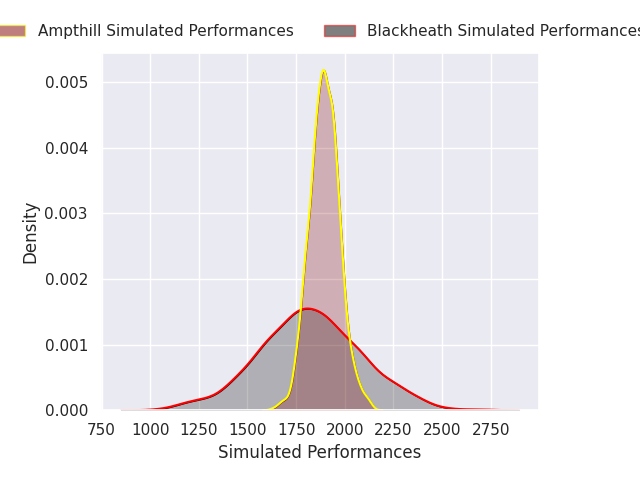 Ampthill Simulated Performances Blackheath Simulated Performances
0.005
0.004
0.003
0.002
0.001
0.000
Density
750 1000 1250 1500 1750 2000 2250 2500 2750
Simulated Performances